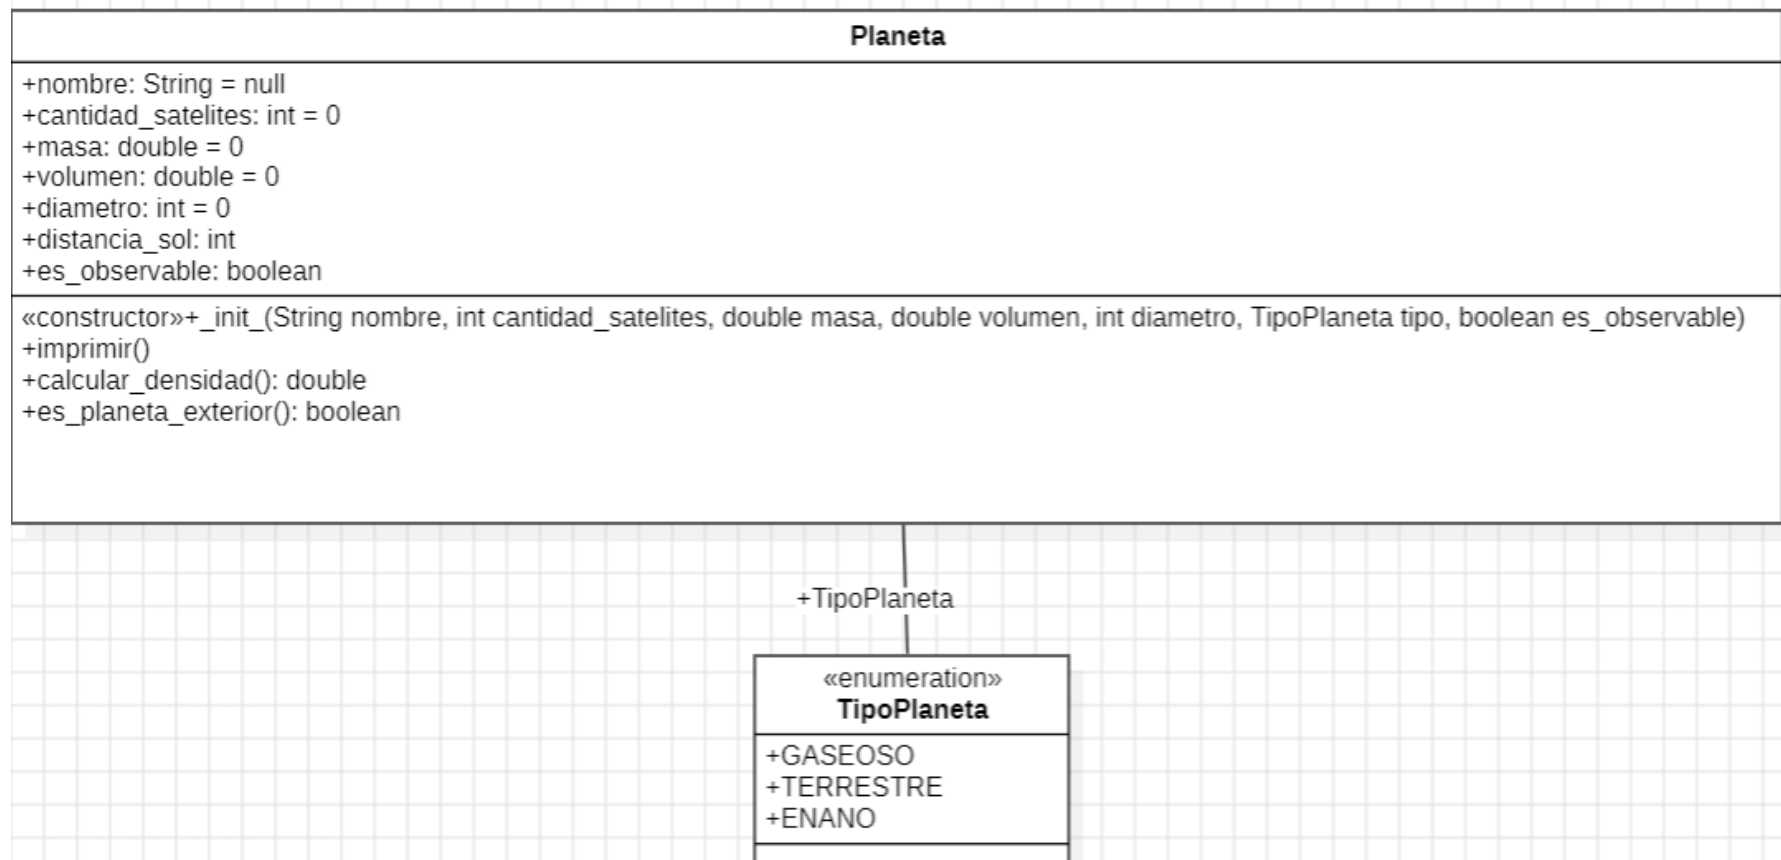 Planeta
+nombre: String = null
+cantidad_satelites: int = 0
+masa: double = 0
+volumen: double = 0
+diametro: int = 0
+distancia_sol: int
+es_observable: boolean
«constructor»+_init_(String nombre, int cantidad_satelites, double masa, double volumen, int diametro, TipoPlaneta tipo, boolean es_observable)
+imprimir()
+calcular_densidad(): double
+es_planeta_exterior(): boolean
+TipoPlaneta
«enumeration»
TipoPlaneta
+GASEOSO
+TERRESTRE
+ENANO